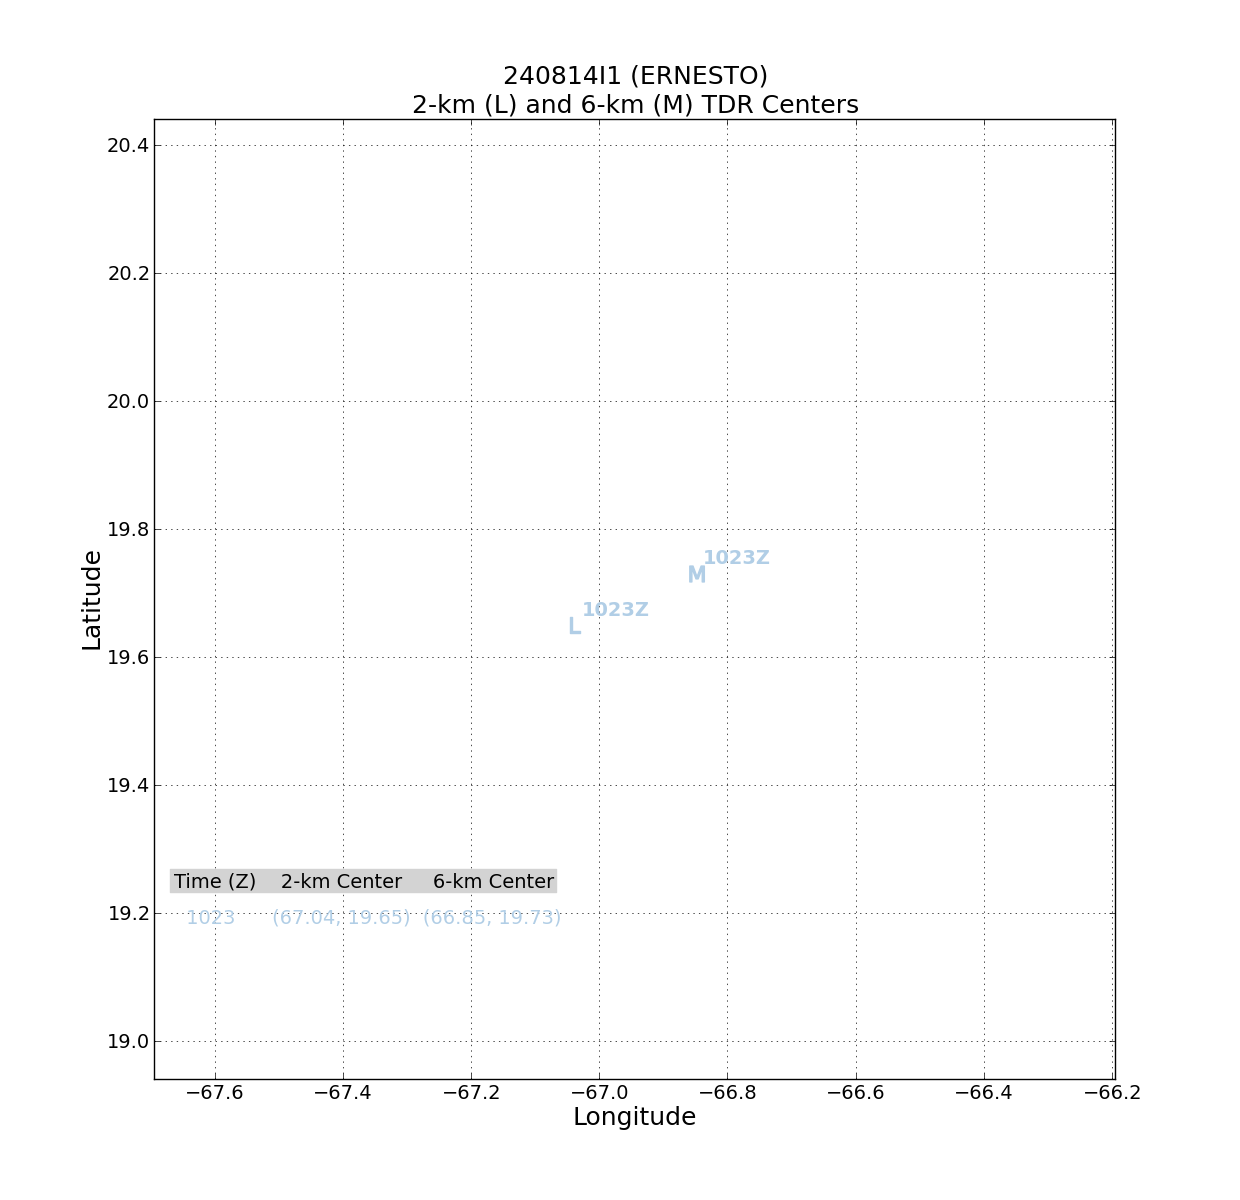 240814I1 (ERNESTO)
2-km (L) and 6-km (M) TDR Centers
20.4
20.2
20.0
19.8
19.6
19.4
19.2
19.0
Latitude
1023Z
M
1023Z
L
Time (Z) 2-km Center 6-km Center
1023 (67.04, 19.65) (66.85, 19.73)
−67.6 −67.4 −67.2 −67.0 −66.8 −66.6 −66.4 −66.2
Longitude